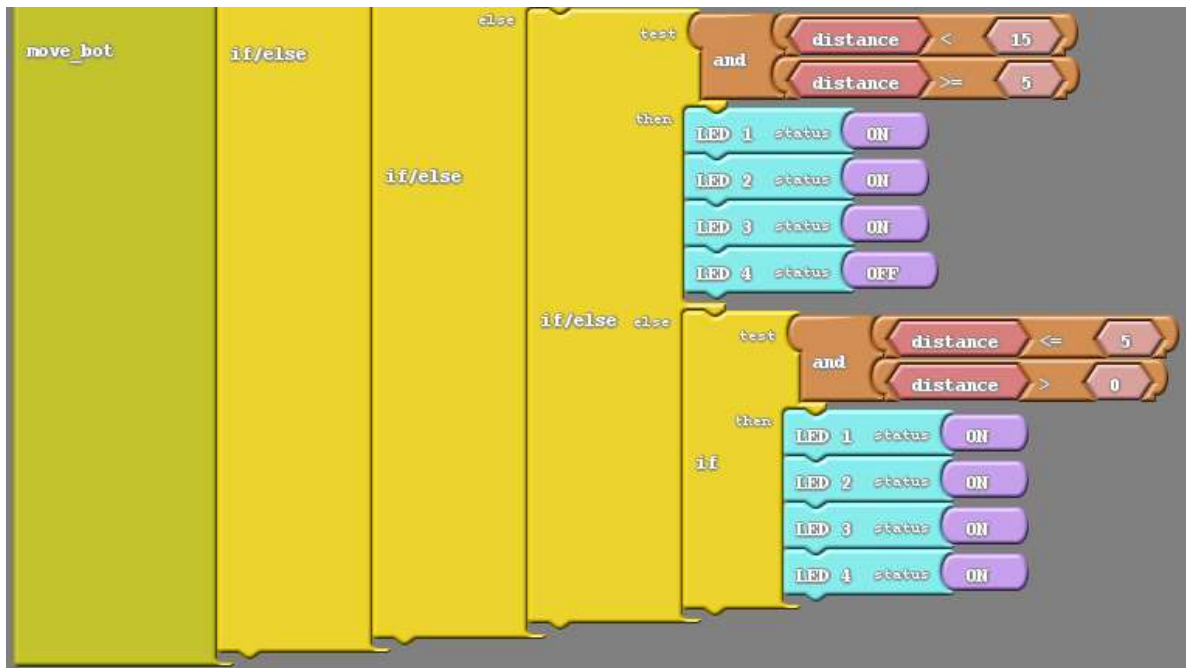 else
test
distance < 15
move_bot
if/else
and
distance >= 5
then
LED 1 status ON
if/else
LED 2 status ON
LED 3 status ON
LED 4 status OFF
if/else else
test
distance <= 5
and
distance > 0
then
LED 1 status ON
if
LED 2 status ON
LED 3 status ON
LED 4 status ON